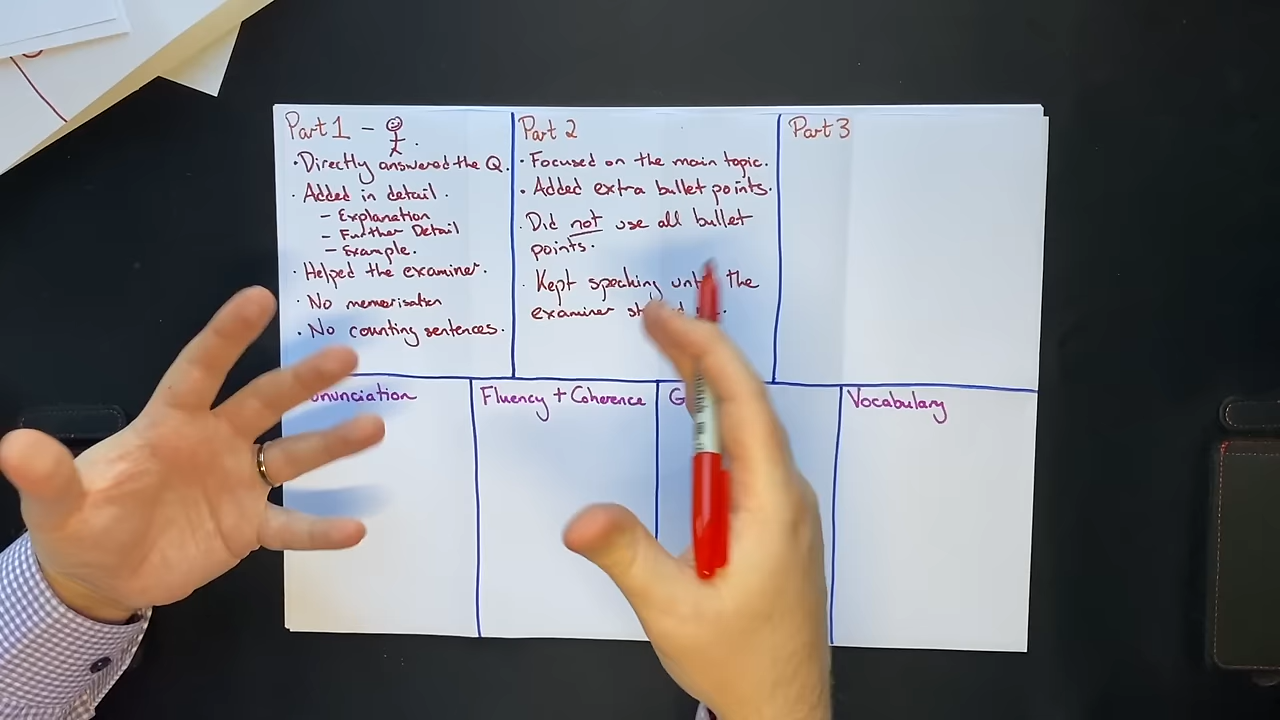 Part 1 -
• Directly answered the Q.
• Added in detail.
- Explanation
- Further Detail
- Example.
• Helped the examiner.
• No memorisation
• No counting sentences.
Part 2
• Focused on the main topic.
• Added extra bullet points.
• Did not use all bullet
points.
• Kept speaking until the
examiner
Part 3
Fluency + Coherence
Vocabulary